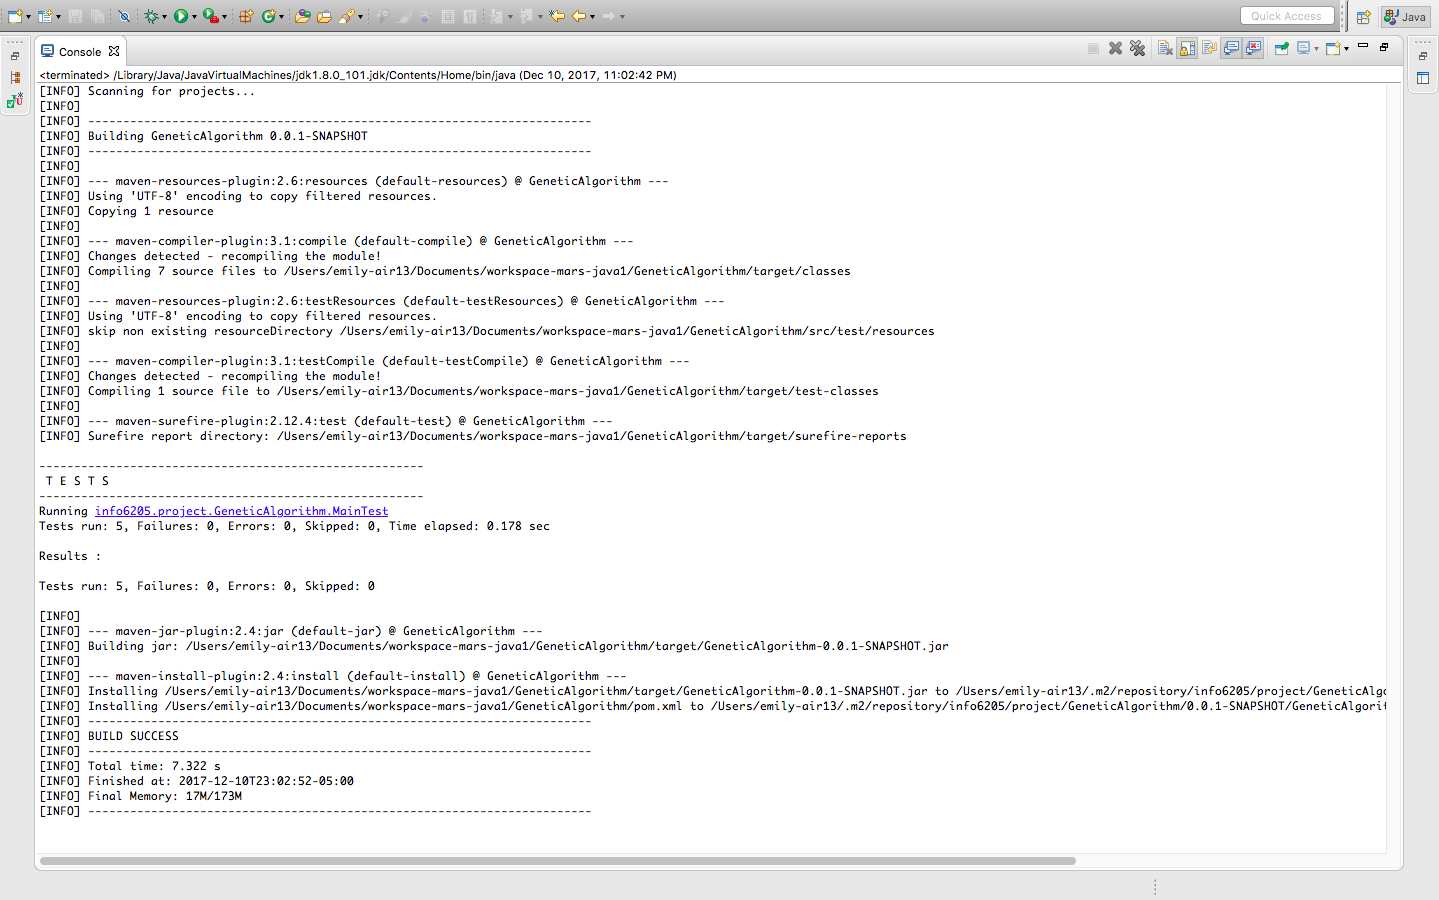 Quick Access
Java
Console
<terminated> /Library/Java/JavaVirtualMachines/jdk1.8.0_101.jdk/Contents/Home/bin/java (Dec 10, 2017, 11:02:42 PM)
[INFO] Scanning for projects...
[INFO]
[INFO] ------------------------------------------------------------------------
[INFO] Building GeneticAlgorithm 0.0.1-SNAPSHOT
[INFO] ------------------------------------------------------------------------
[INFO]
[INFO] --- maven-resources-plugin:2.6:resources (default-resources) @ GeneticAlgorithm ---
[INFO] Using 'UTF-8' encoding to copy filtered resources.
[INFO] Copying 1 resource
[INFO]
[INFO] --- maven-compiler-plugin:3.1:compile (default-compile) @ GeneticAlgorithm ---
[INFO] Changes detected - recompiling the module!
[INFO] Compiling 7 source files to /Users/emily-air13/Documents/workspace-mars-java1/GeneticAlgorithm/target/classes
[INFO]
[INFO] --- maven-resources-plugin:2.6:testResources (default-testResources) @ GeneticAlgorithm ---
[INFO] Using 'UTF-8' encoding to copy filtered resources.
[INFO] skip non existing resourceDirectory /Users/emily-air13/Documents/workspace-mars-java1/GeneticAlgorithm/src/test/resources
[INFO]
[INFO] --- maven-compiler-plugin:3.1:testCompile (default-testCompile) @ GeneticAlgorithm ---
[INFO] Changes detected - recompiling the module!
[INFO] Compiling 1 source file to /Users/emily-air13/Documents/workspace-mars-java1/GeneticAlgorithm/target/test-classes
[INFO]
[INFO] --- maven-surefire-plugin:2.12.4:test (default-test) @ GeneticAlgorithm ---
[INFO] Surefire report directory: /Users/emily-air13/Documents/workspace-mars-java1/GeneticAlgorithm/target/surefire-reports
-------------------------------------------------------
T E S T S
-------------------------------------------------------
Running info6205.project.GeneticAlgorithm.MainTest
Tests run: 5, Failures: 0, Errors: 0, Skipped: 0, Time elapsed: 0.178 sec
Results :
Tests run: 5, Failures: 0, Errors: 0, Skipped: 0
[INFO]
[INFO] --- maven-jar-plugin:2.4:jar (default-jar) @ GeneticAlgorithm ---
[INFO] Building jar: /Users/emily-air13/Documents/workspace-mars-java1/GeneticAlgorithm/target/GeneticAlgorithm-0.0.1-SNAPSHOT.jar
[INFO]
[INFO] --- maven-install-plugin:2.4:install (default-install) @ GeneticAlgorithm ---
[INFO] Installing /Users/emily-air13/Documents/workspace-mars-java1/GeneticAlgorithm/target/GeneticAlgorithm-0.0.1-SNAPSHOT.jar to /Users/emily-air13/.m2/repository/info6205/project/GeneticAlg
[INFO] Installing /Users/emily-air13/Documents/workspace-mars-java1/GeneticAlgorithm/pom.xml to /Users/emily-air13/.m2/repository/info6205/project/GeneticAlgorithm/0.0.1-SNAPSHOT/GeneticAlgorit
[INFO] ------------------------------------------------------------------------
[INFO] BUILD SUCCESS
[INFO] ------------------------------------------------------------------------
[INFO] Total time: 7.322 s
[INFO] Finished at: 2017-12-10T23:02:52-05:00
[INFO] Final Memory: 17M/173M
[INFO] ------------------------------------------------------------------------